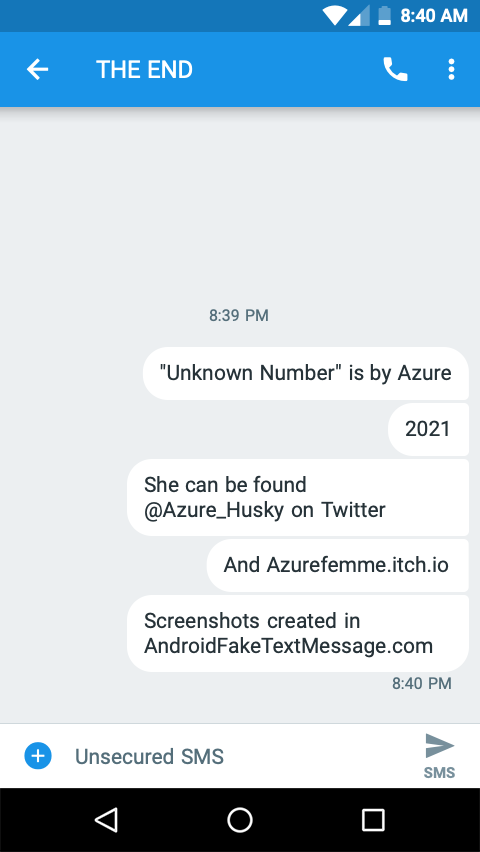 8:40 AM
THE END
8:39 PM
"Unknown Number" is by Azure
2021
She can be found
@Azure_Husky on Twitter
And Azurefemme.itch.io
Screenshots created in
AndroidFakeTextMessage.com
8:40 PM
Unsecured SMS
SMS